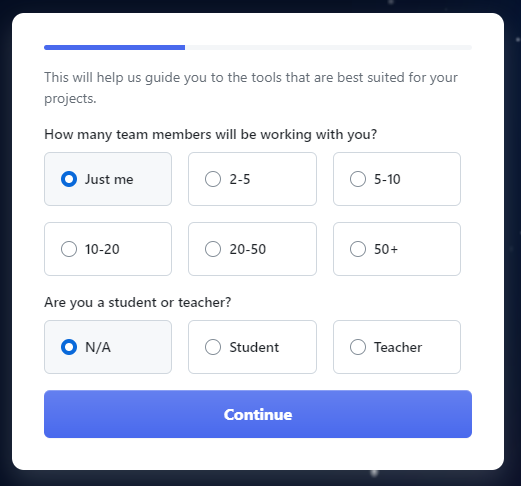 This will help us guide you to the tools that are best suited for your
projects.
How many team members will be working with you?
Just me
2-5
5-10
10-20
20-50
50+
Are you a student or teacher?
N/A
Student
Teacher
Continue